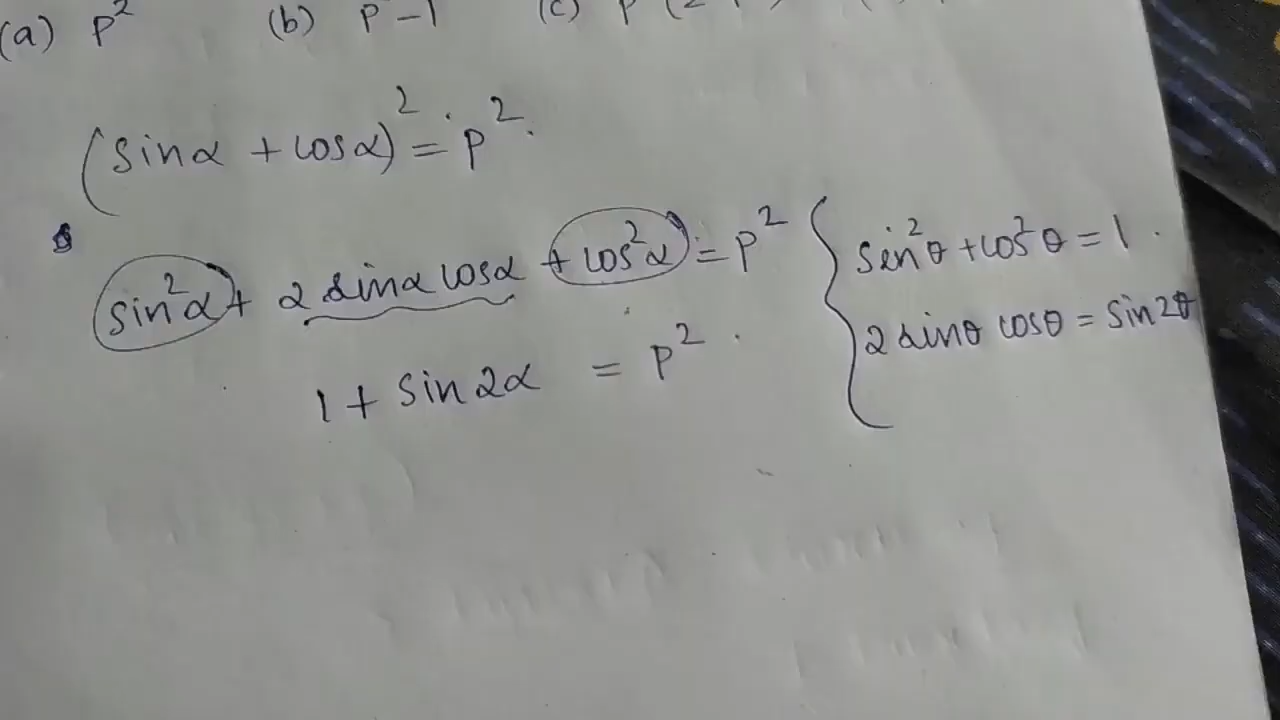 (a) p² (b) p - 1 (c) p (2
(sinα + cosα)² = p².
sin²α + 2 sinα cosα + cos²α = p²
1 + sin2α = p².
sin²θ + cos²θ = 1.
2 sinθ cosθ = sin2θ